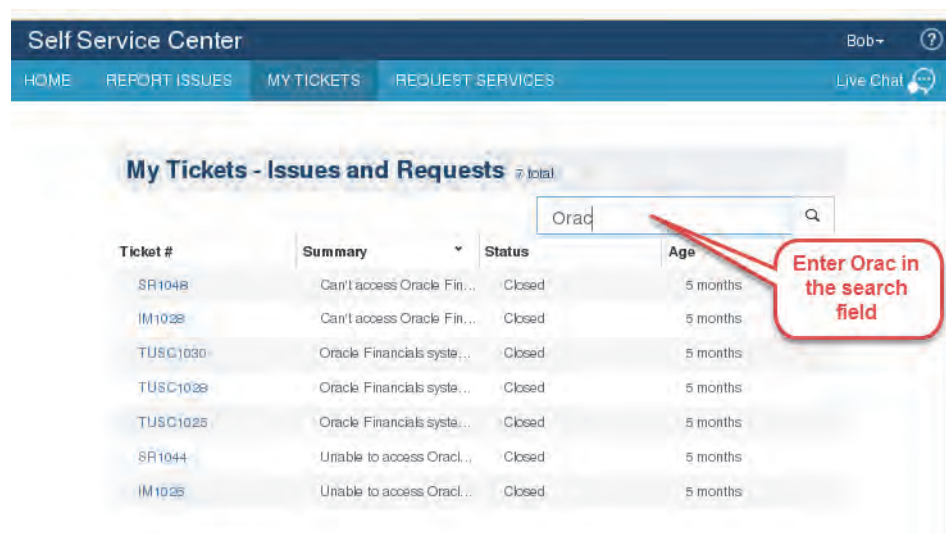 Self Service Center Bob ?
HOME REPORT ISSUES MY TICKETS REQUEST SERVICES Live Chat
My Tickets - Issues and Requests 7 total
Orac
Ticket # Summary Status Age
Enter Orac in
the search
field
SR1048 Can't access Oracle Fin... Closed 5 months
IM1028 Can't access Oracle Fin... Closed 5 months
TUSC1030 Oracle Financials syste... Closed 5 months
TUSC1029 Oracle Financials syste... Closed 5 months
TUSC1025 Oracle Financials syste... Closed 5 months
SR1044 Unable to access Oracl... Closed 5 months
IM1025 Unable to access Oracl... Closed 5 months